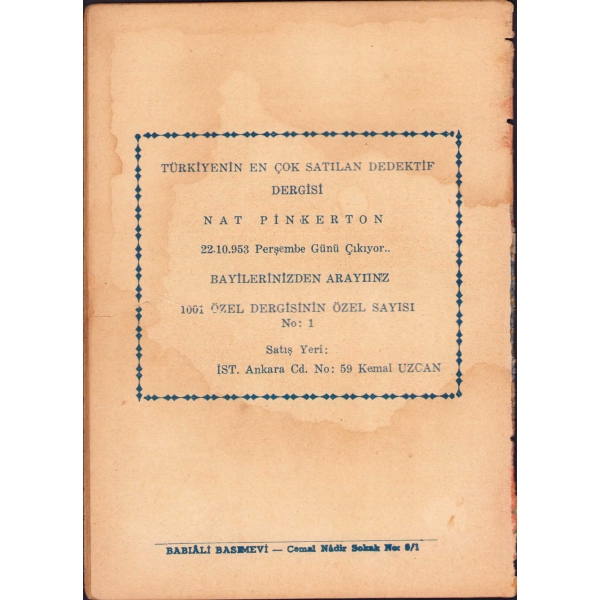 TÜRKİYENİN EN ÇOK SATILAN DEDEKTİF
DERGİSİ
NAT PİNKERTON
22-10.953 Perşembe Günü Çıkıyor..
BAYİLERİNİZDEN ARAYIINZ
1001 ÖZEL DERGİSİNİN ÖZEL SAYISI
No: 1
Satış Yeri:
İST. Ankara Cd. No: 59 Kemal UZCAN
BABIÂLİ BASIMEVİ — Cemal Nâdir Sokak No: 8/1